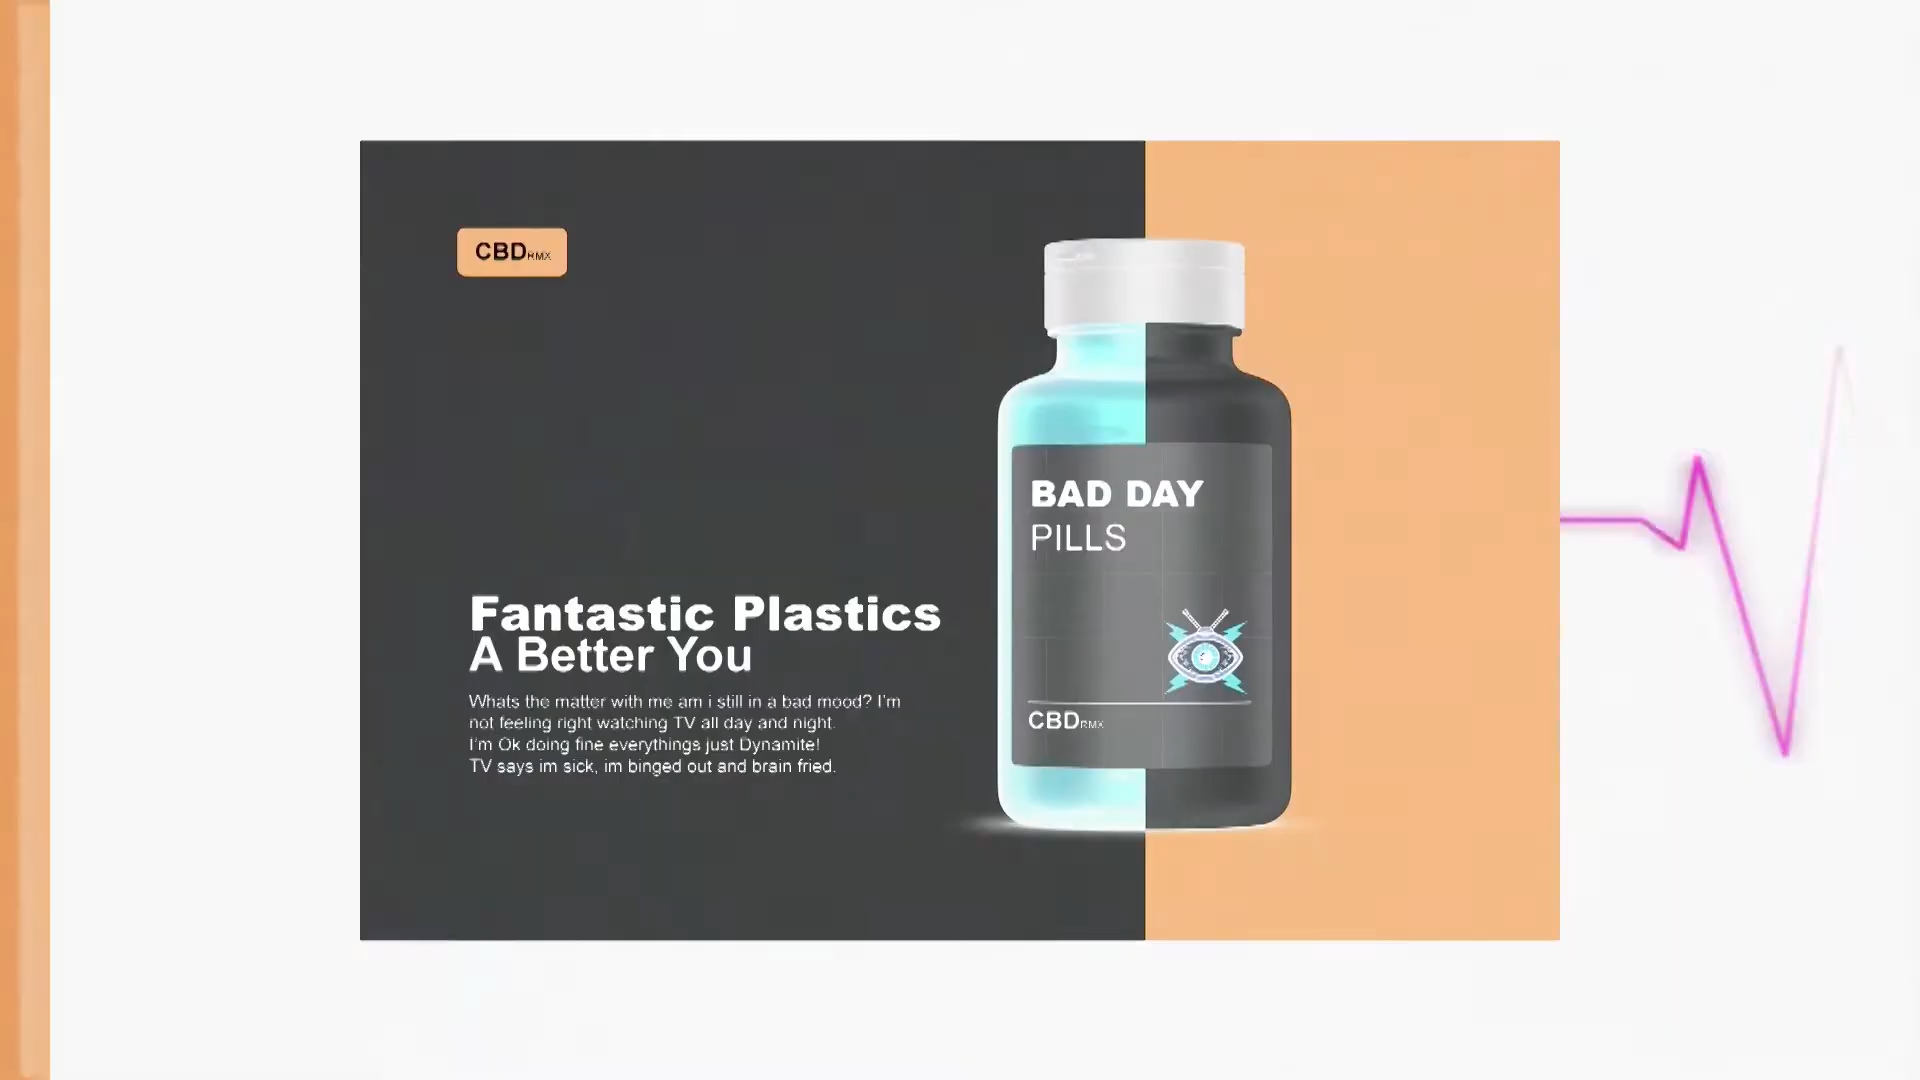 CBDRMX
BAD DAY
PILLS
CBDRMX
Fantastic Plastics
A Better You
Whats the matter with me am i still in a bad mood? I'm
not feeling right watching TV all day and night.
I'm Ok doing fine everythings just Dynamite!
TV says im sick, im binged out and brain fried.